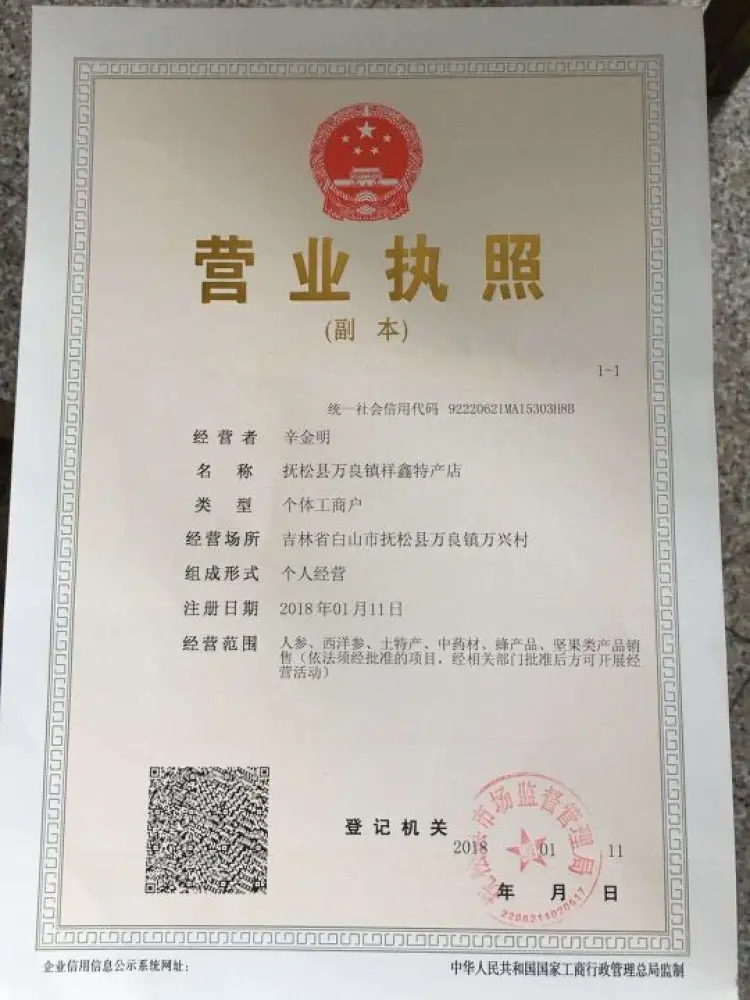 营业执照
(副 本)
1-1
统一社会信用代码 92220621MA15303H8B
经营者 辛金明
名称 抚松县万良镇祥鑫特产店
类型 个体工商户
经营场所 吉林省白山市抚松县万良镇万兴村
组成形式 个人经营
注册日期 2018年01月11日
经营范围 人参、西洋参、土特产、中药材、蜂产品、坚果类产品销
售（依法须经批准的项目，经相关部门批准后方可开展经
营活动）
登记机关
2018 01 11
年 月 日
市场监督管理局
2206211020517
企业信用信息公示系统网址：
中华人民共和国国家工商行政管理总局监制